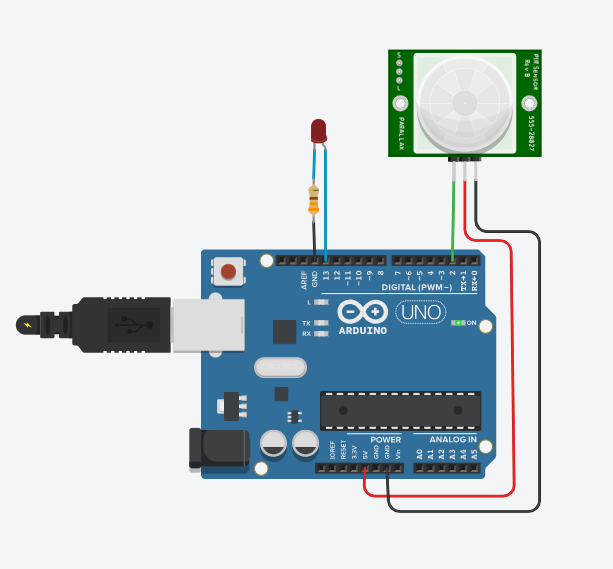 PIR Sensor
Rev B
S
L
PARALLAX
555-28027
AREF
GND
13
12
~11
~10
~9
8
7
~6
~5
4
~3
2
TX→1
RX←0
DIGITAL (PWM~)
L
TX
RX
ARDUINO
UNO
ON
POWER
ANALOG IN
IOREF
RESET
3.3V
5V
GND
GND
Vin
A0
A1
A2
A3
A4
A5